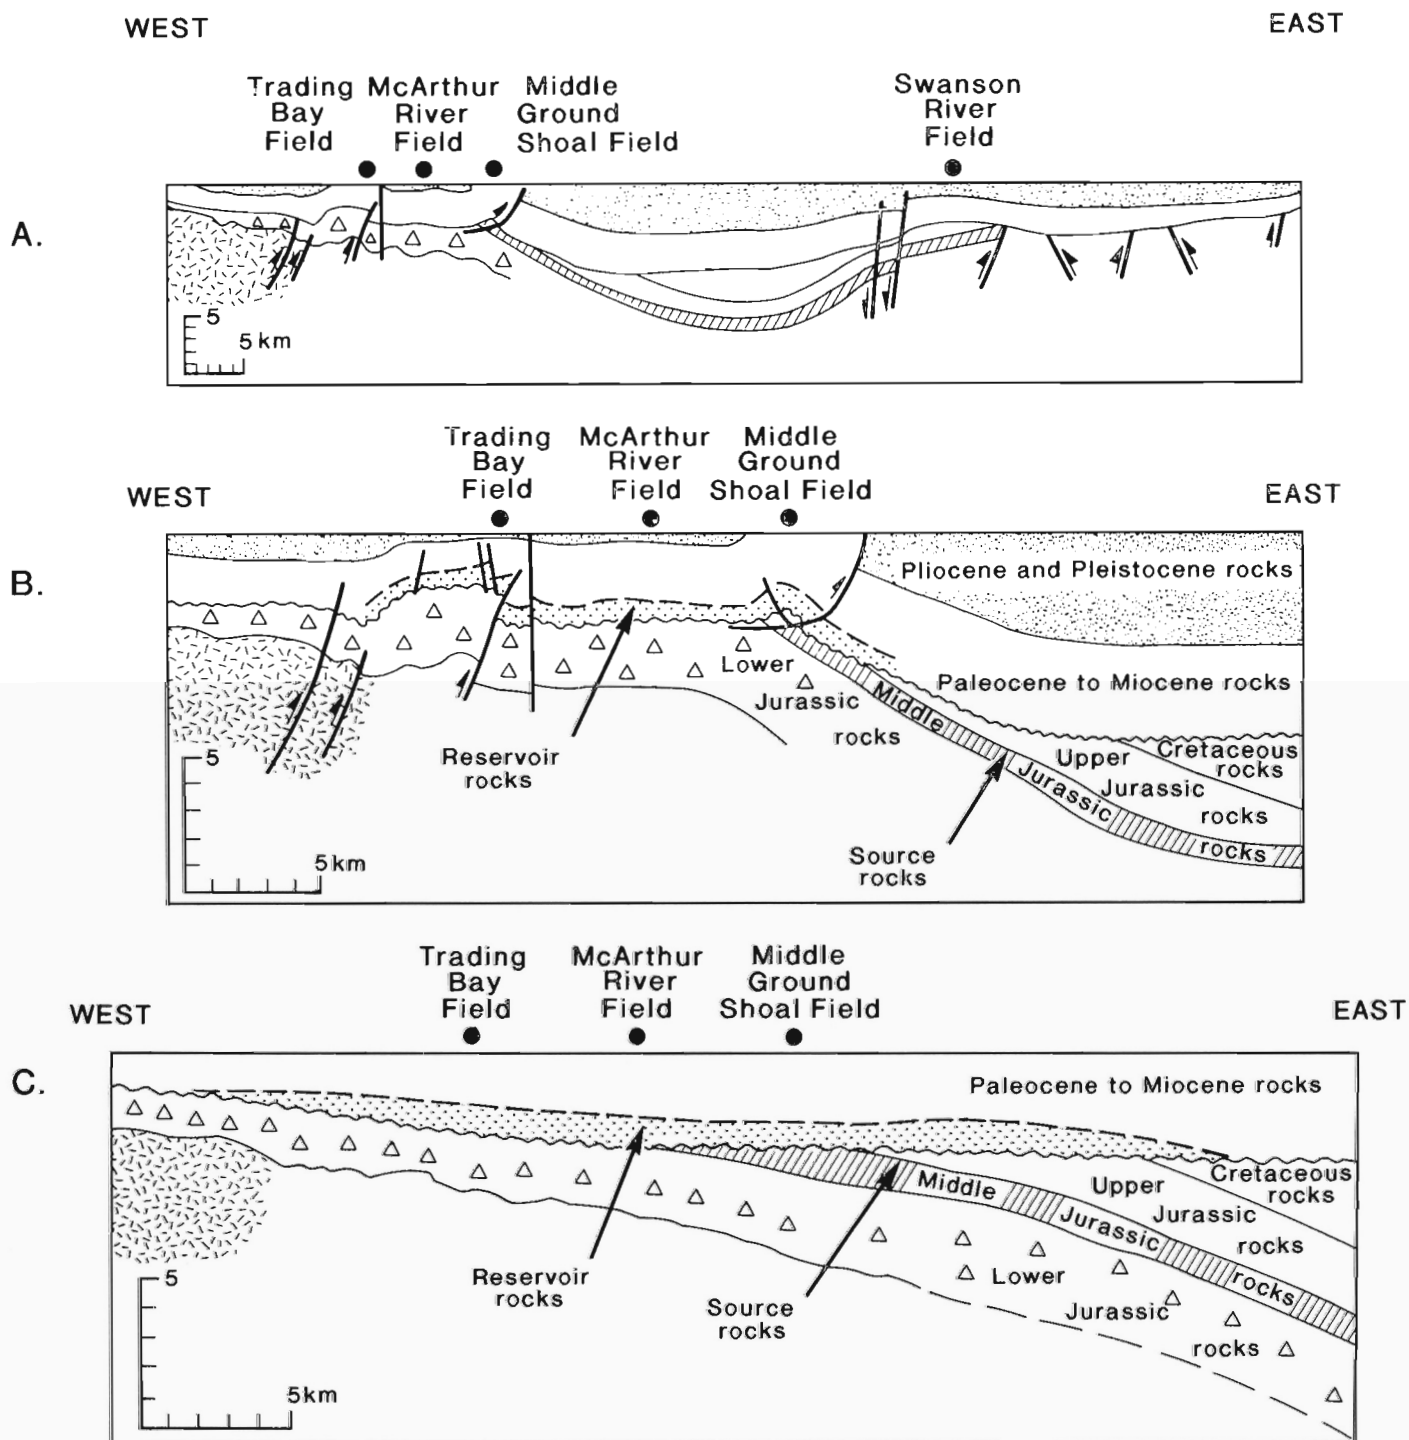 WEST
EAST
Trading
Bay
Field
McArthur
River
Field
Middle
Ground
Shoal Field
Swanson
River
Field
A.
5
5 km
Trading
Bay
Field
McArthur
River
Field
Middle
Ground
Shoal Field
WEST
EAST
B.
Pliocene and Pleistocene rocks
Lower
Jurassic
rocks
Paleocene to Miocene rocks
Middle
Jurassic
rocks
Upper
Jurassic
rocks
Cretaceous
rocks
Reservoir
rocks
Source
rocks
5
5 km
Trading
Bay
Field
McArthur
River
Field
Middle
Ground
Shoal Field
WEST
EAST
C.
Paleocene to Miocene rocks
Cretaceous
rocks
Upper
Jurassic
rocks
Middle
Jurassic
rocks
Lower
Jurassic
rocks
Reservoir
rocks
Source
rocks
5
5km